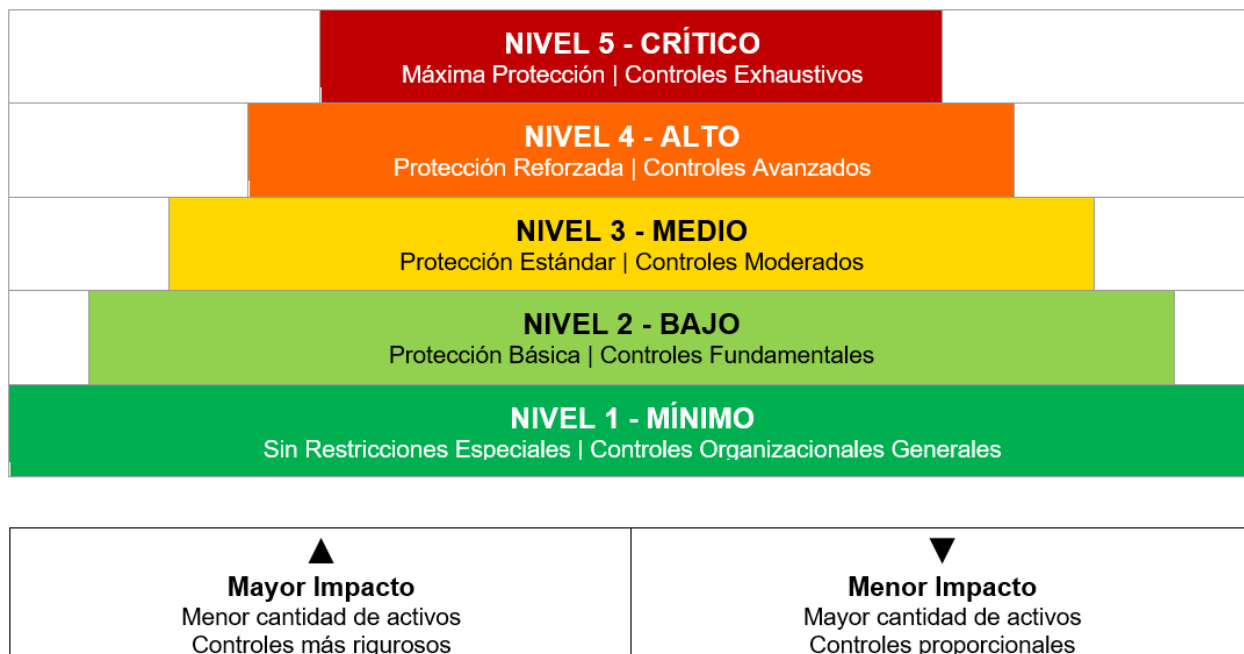 NIVEL 5 - CRÍTICO
Máxima Protección | Controles Exhaustivos
NIVEL 4 - ALTO
Protección Reforzada | Controles Avanzados
NIVEL 3 - MEDIO
Protección Estándar | Controles Moderados
NIVEL 2 - BAJO
Protección Básica | Controles Fundamentales
NIVEL 1 - MÍNIMO
Sin Restricciones Especiales | Controles Organizacionales Generales
▲
Mayor Impacto
Menor cantidad de activos
Controles más rigurosos
▼
Menor Impacto
Mayor cantidad de activos
Controles proporcionales